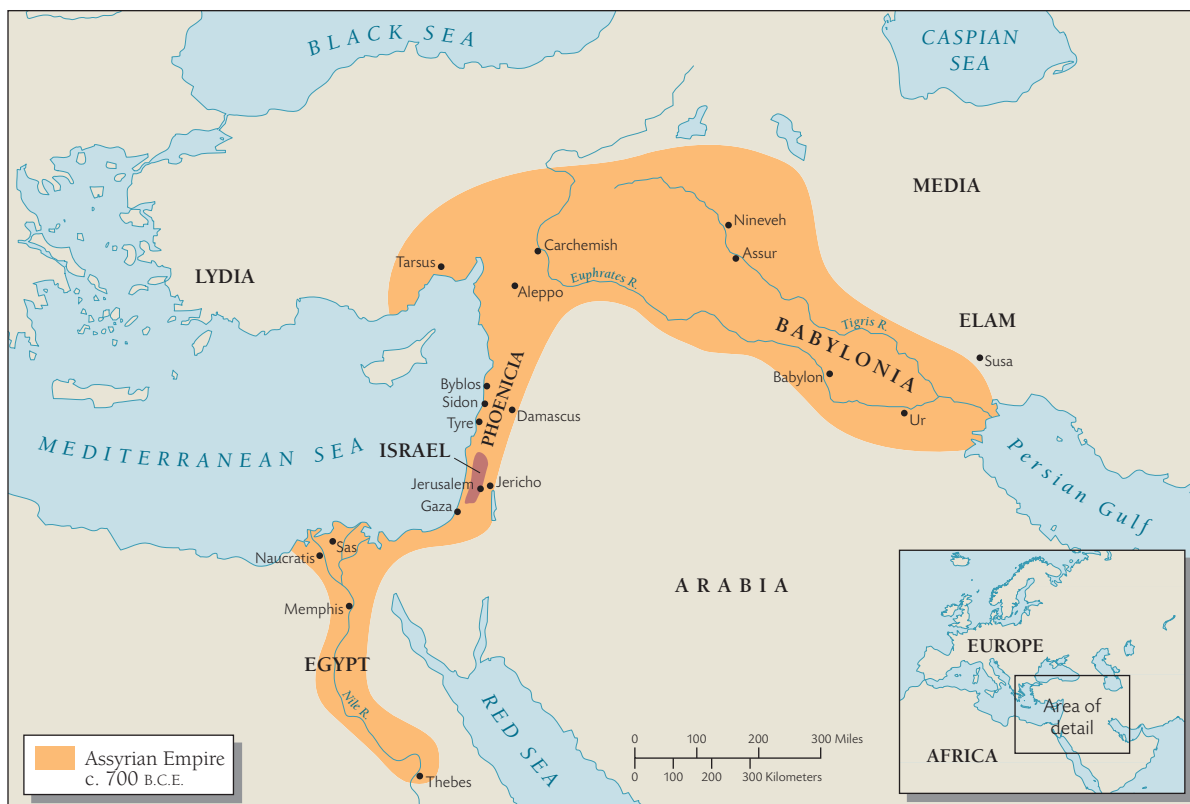 BLACK SEA
CASPIAN
SEA
MEDIA
Nineveh
Carchemish
Assur
Tarsus
LYDIA
Euphrates R.
Aleppo
Tigris R.
ELAM
BABYLONIA
Susa
Babylon
Byblos
PHOENICIA
Sidon
Damascus
Ur
Tyre
MEDITERRANEAN SEA
ISRAEL
Jerusalem
Jericho
Persian Gulf
Gaza
Sas
Naucratis
ARABIA
Memphis
EGYPT
Nile R.
RED SEA
Thebes
Assyrian Empire
c. 700 B.C.E.
0 100 200 300 Miles
0 100 200 300 Kilometers
EUROPE
Area of
detail
AFRICA